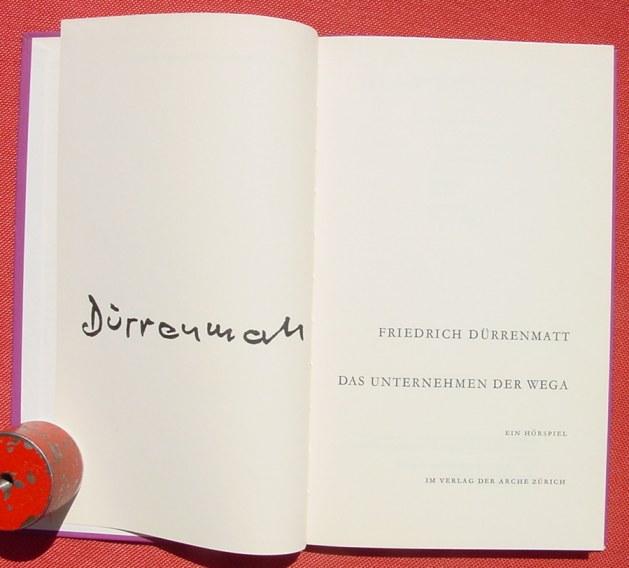 Dürrenmatt
FRIEDRICH DÜRRENMATT
DAS UNTERNEHMEN DER WEGA
EIN HÖRSPIEL
IM VERLAG DER ARCHE ZÜRICH